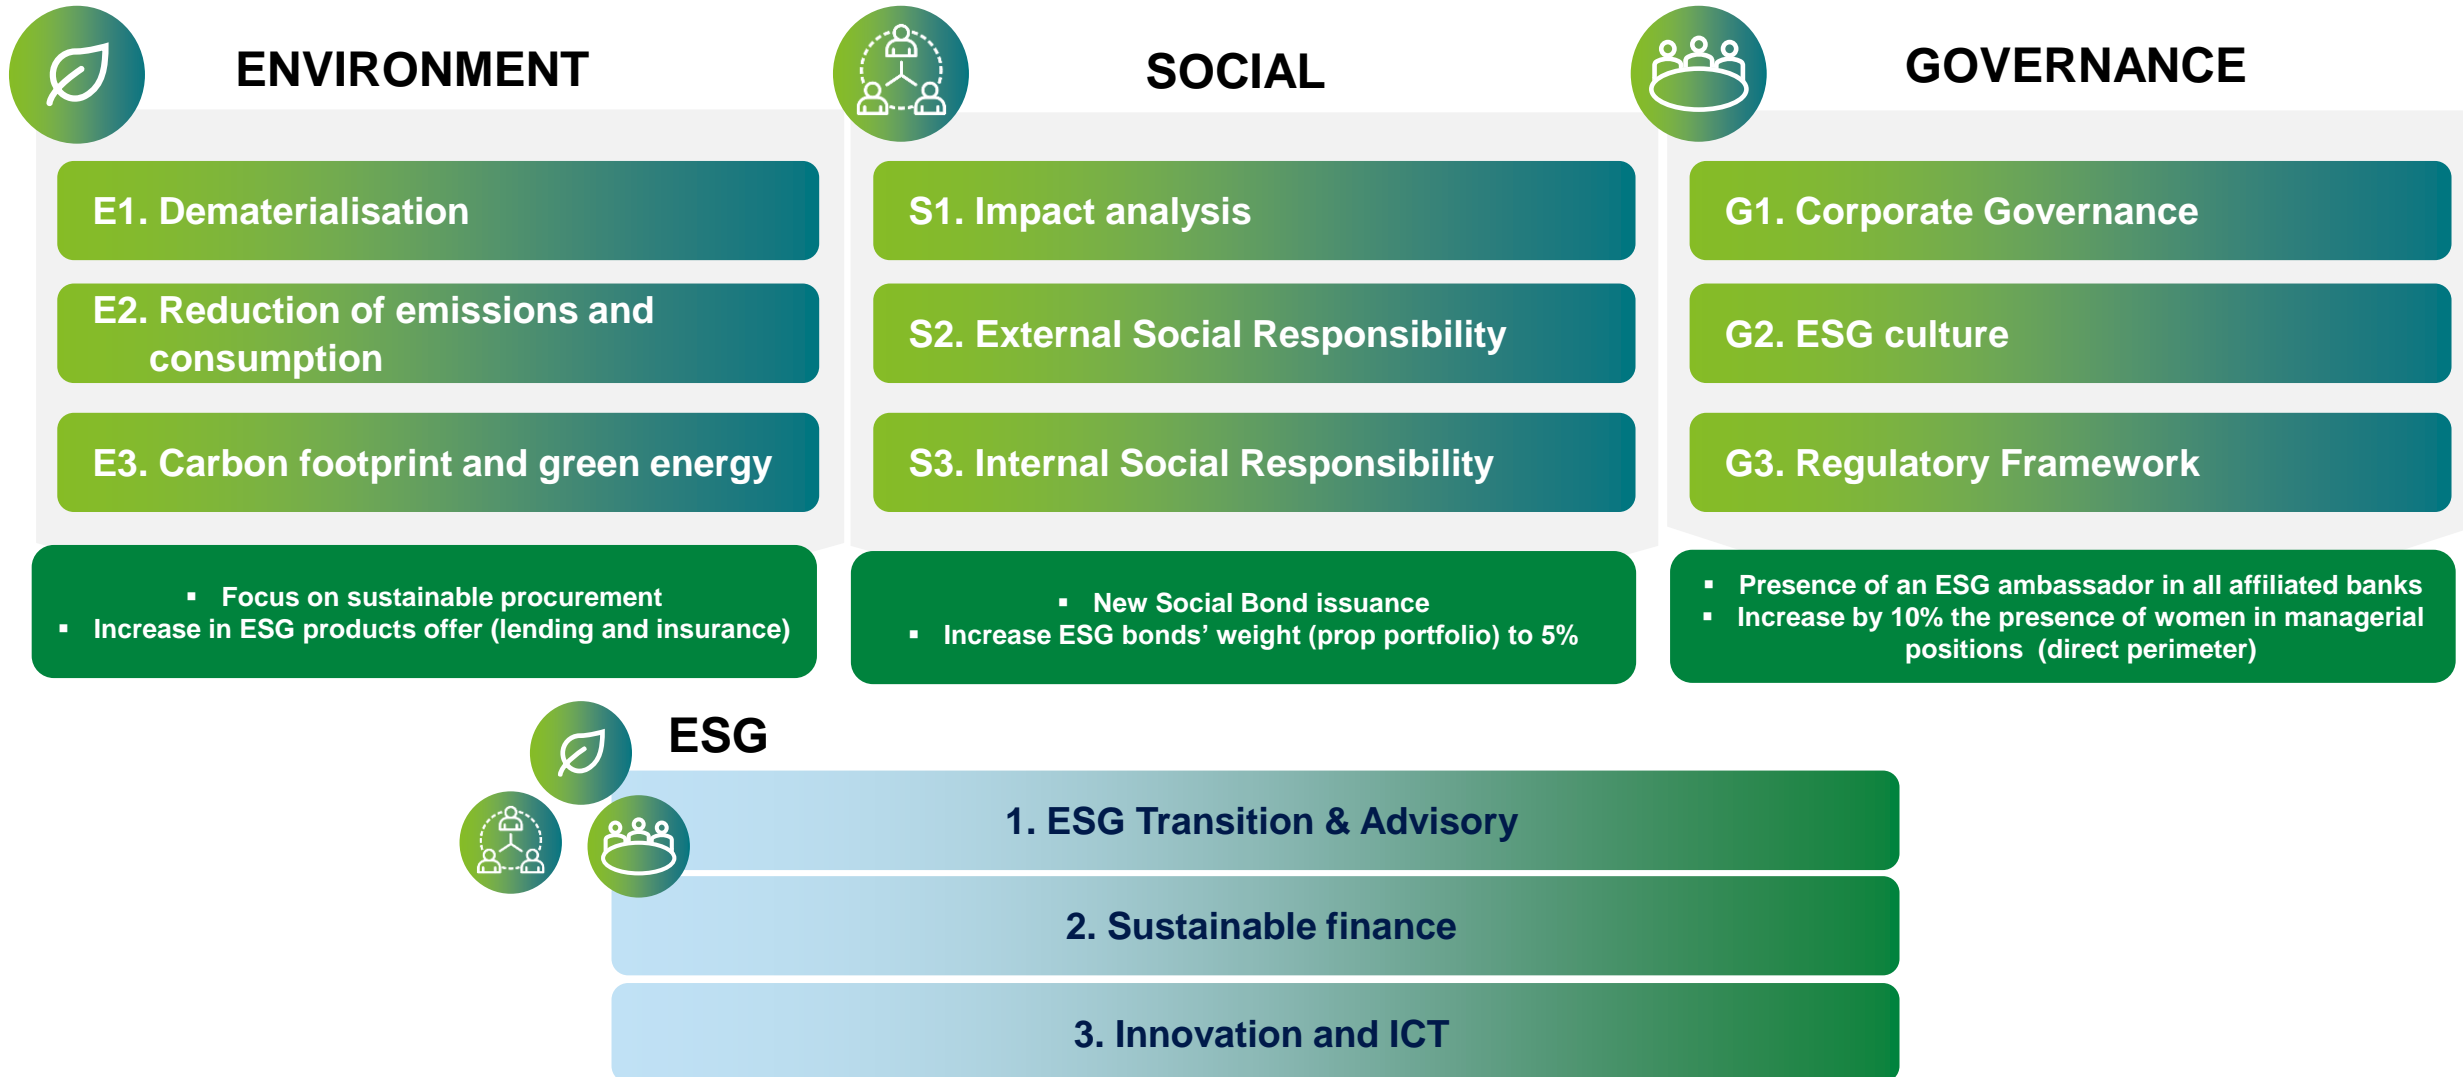 ENVIRONMENT
E1. Dematerialisation
E2. Reduction of emissions and
consumption
E3. Carbon footprint and green energy
▪ Focus on sustainable procurement
▪ Increase in ESG products offer (lending and insurance)
SOCIAL
S1. Impact analysis
S2. External Social Responsibility
S3. Internal Social Responsibility
▪ New Social Bond issuance
▪ Increase ESG bonds’ weight (prop portfolio) to 5%
GOVERNANCE
G1. Corporate Governance
G2. ESG culture
G3. Regulatory Framework
▪ Presence of an ESG ambassador in all affiliated banks
▪ Increase by 10% the presence of women in managerial
positions (direct perimeter)
ESG
1. ESG Transition & Advisory
2. Sustainable finance
3. Innovation and ICT